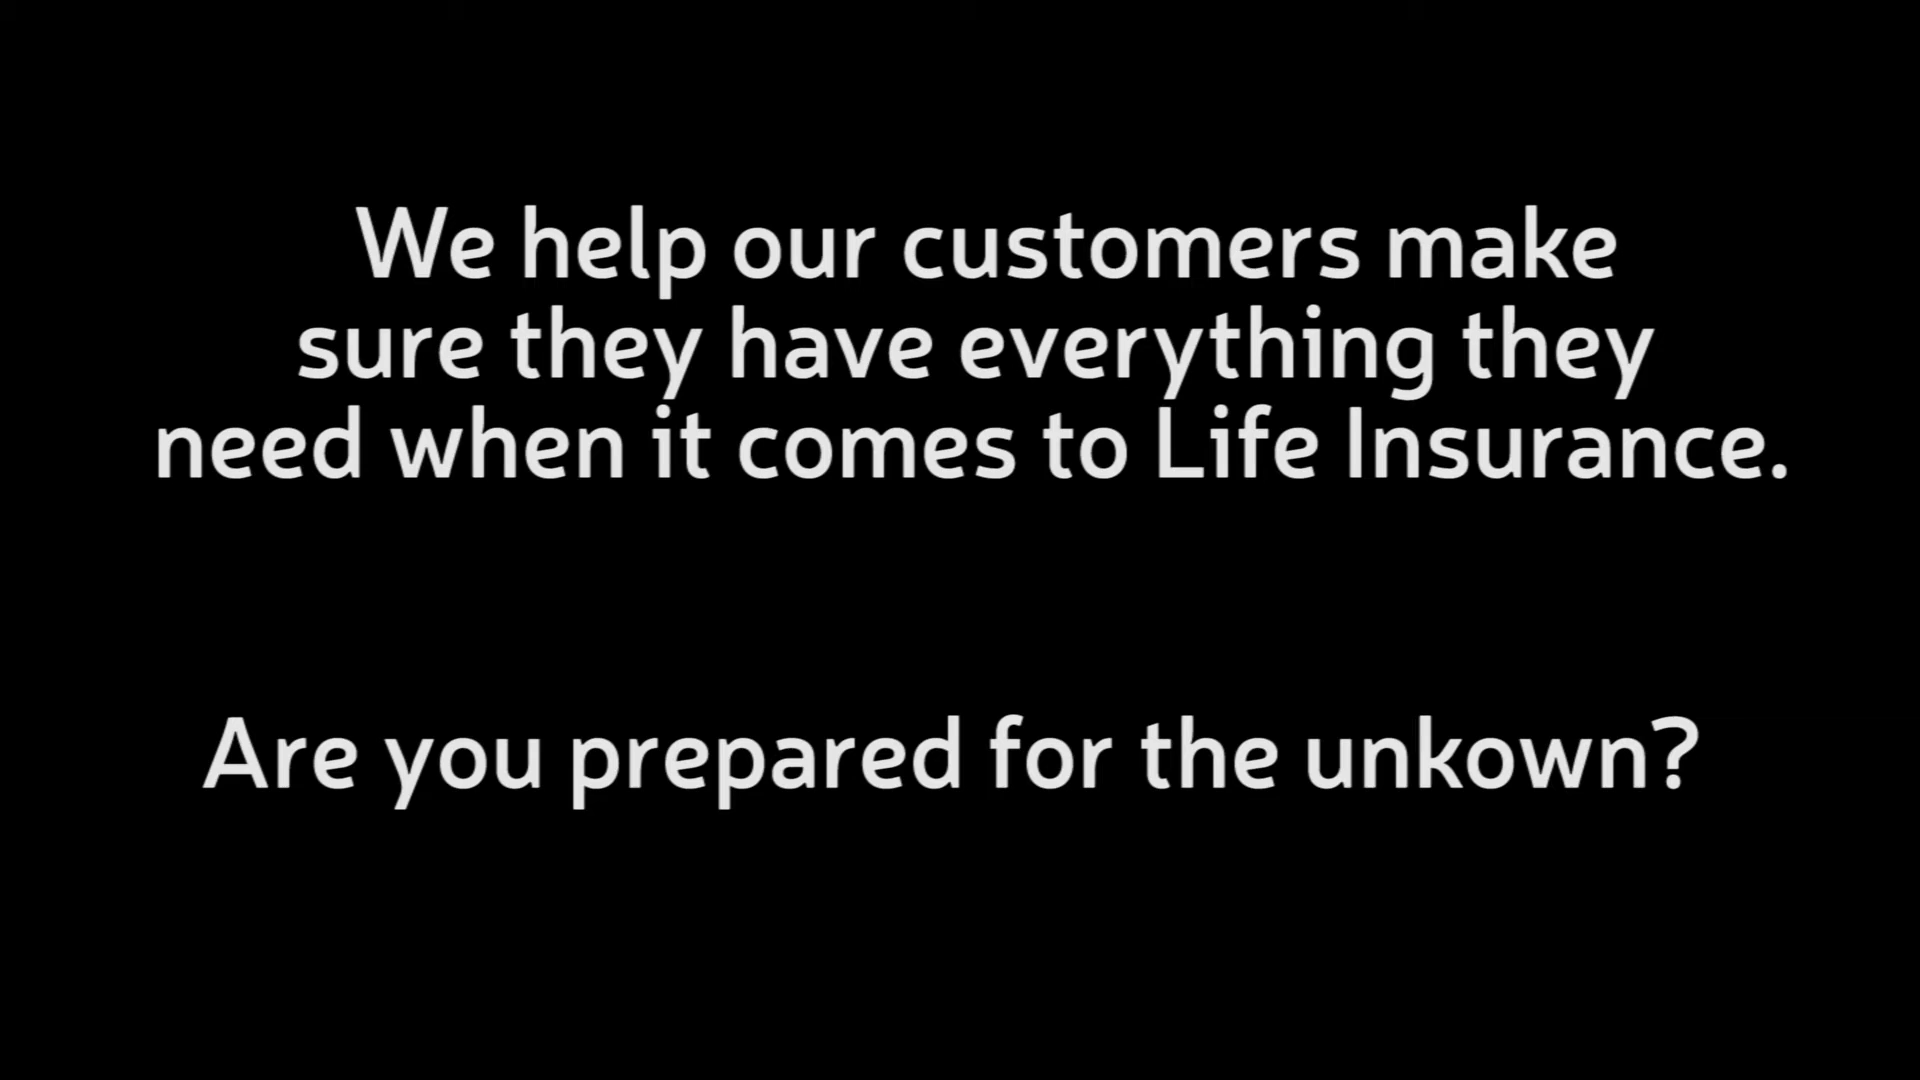 We help our customers make
sure they have everything they
need when it comes to Life Insurance.
Are you prepared for the unkown?